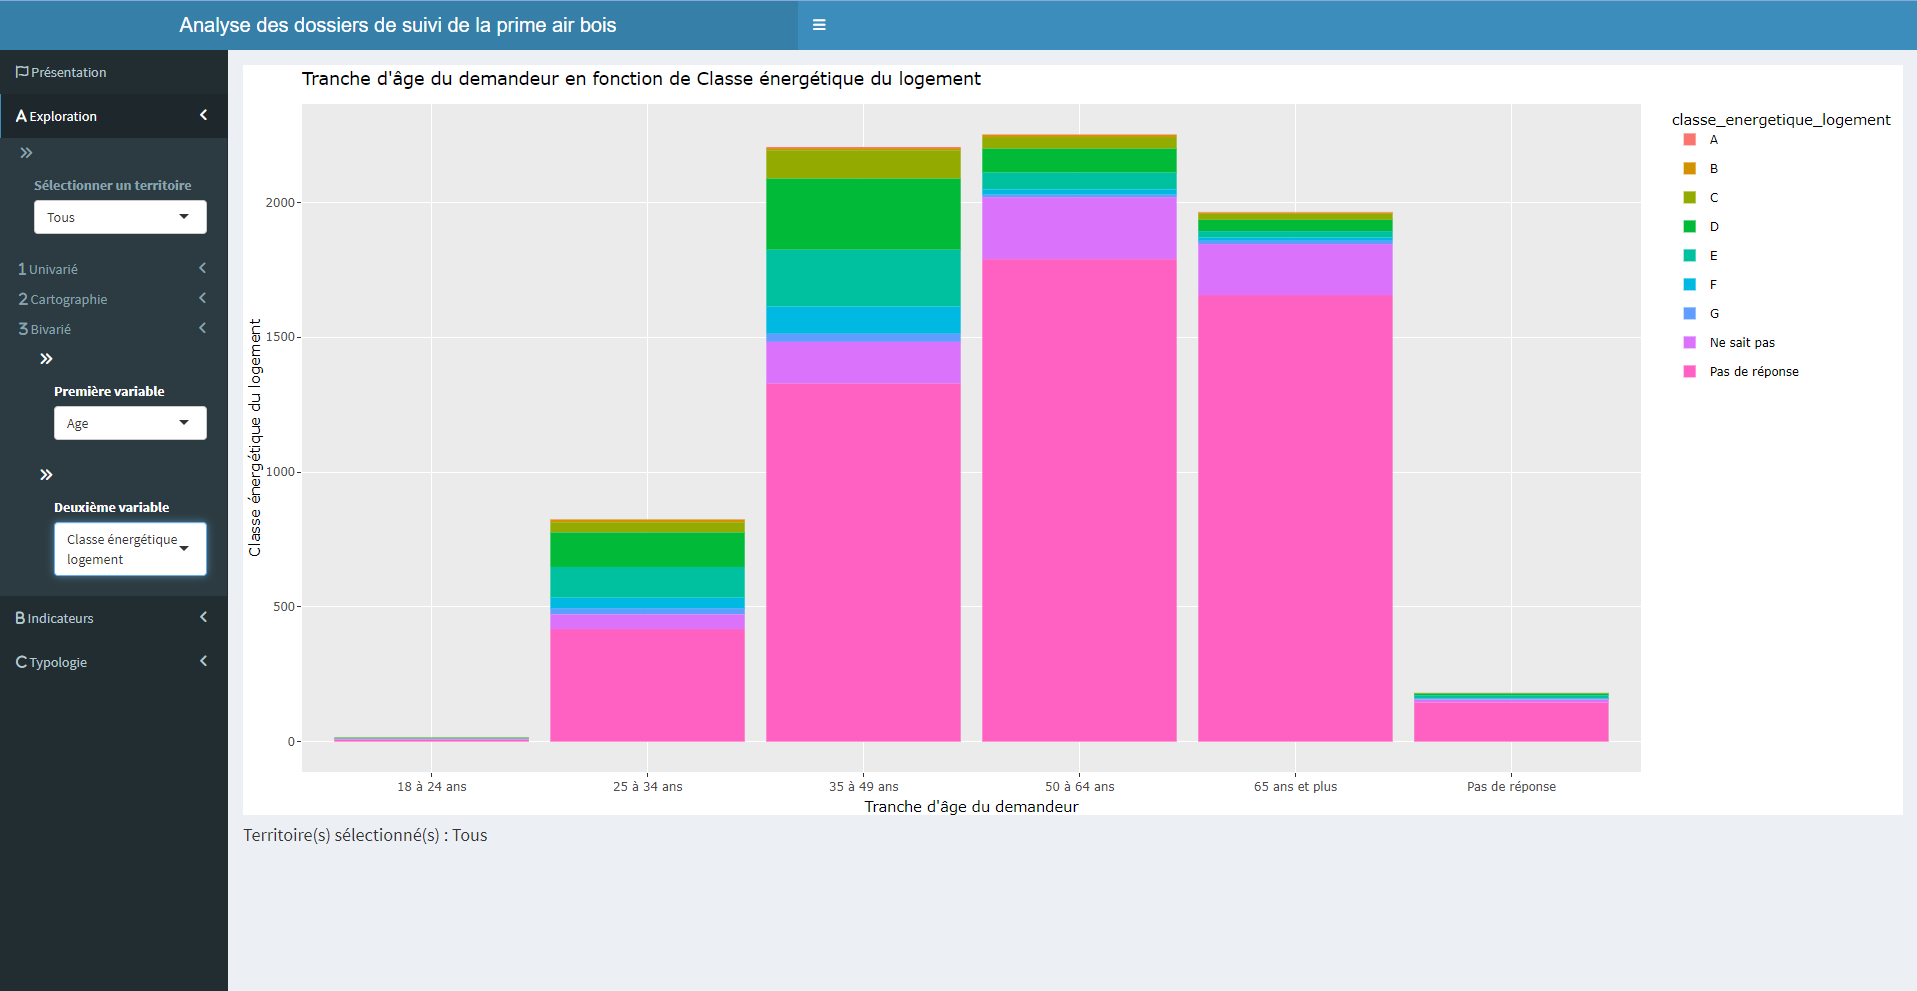 Analyse des dossiers de suivi de la prime air bois
Présentation
A Exploration
Sélectionner un territoire
Tous
1 Univarié
2 Cartographie
3 Bivarié
Première variable
Age
Deuxième variable
Classe énergétique
logement
B Indicateurs
C Typologie
Tranche d'âge du demandeur en fonction de Classe énergétique du logement
Classe énergétique du logement
2000
1500
1000
500
0
18 à 24 ans
25 à 34 ans
35 à 49 ans
50 à 64 ans
65 ans et plus
Pas de réponse
Tranche d'âge du demandeur
classe_energetique_logement
A
B
C
D
E
F
G
Ne sait pas
Pas de réponse
Territoire(s) sélectionné(s) : Tous